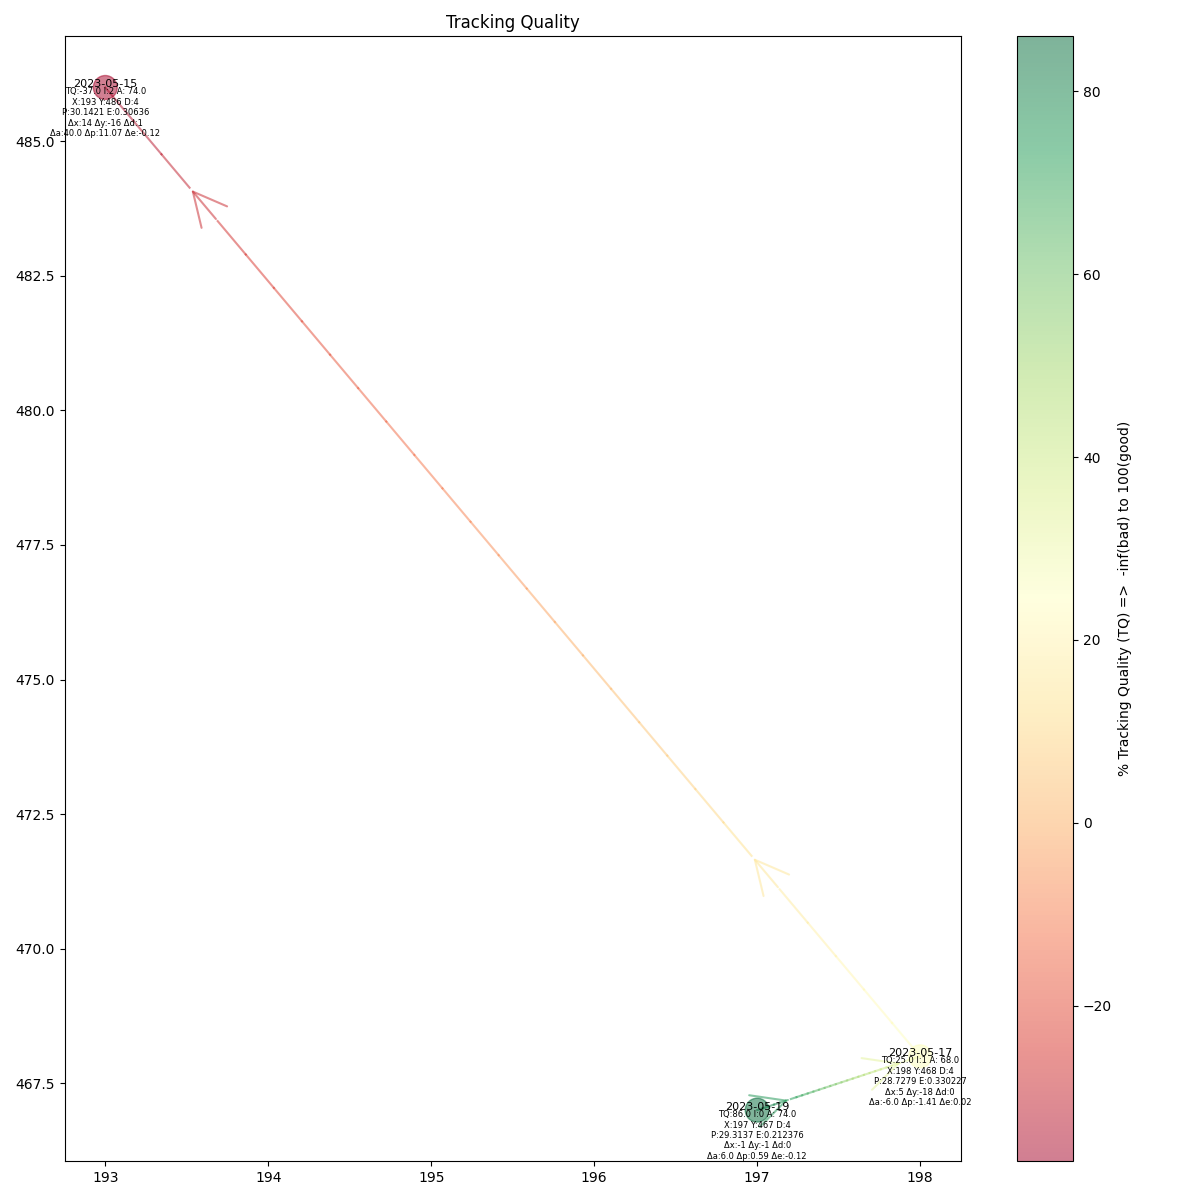 Tracking Quality
2023-05-15
TQ:-37.0 I:2 A: 74.0
X:193 Y:486 D:4
P:30.1421 E:0.30636
Δx:14 Δy:-16 Δd:1
Δa:40.0 Δp:11.07 Δe:-0.12
485.0
482.5
480.0
477.5
475.0
472.5
470.0
467.5
2023-05-17
TQ:25.0 I:1 A: 68.0
X:198 Y:468 D:4
P:28.7279 E:0.330227
Δx:5 Δy:-18 Δd:0
Δa:-6.0 Δp:-1.41 Δe:0.02
2023-05-19
TQ:86.0 I:0 A: 74.0
X:197 Y:467 D:4
P:29.3137 E:0.212376
Δx:-1 Δy:-1 Δd:0
Δa:6.0 Δp:0.59 Δe:-0.12
193 194 195 196 197 198
80
60
40
20
0
−20
% Tracking Quality (TQ) => -inf(bad) to 100(good)